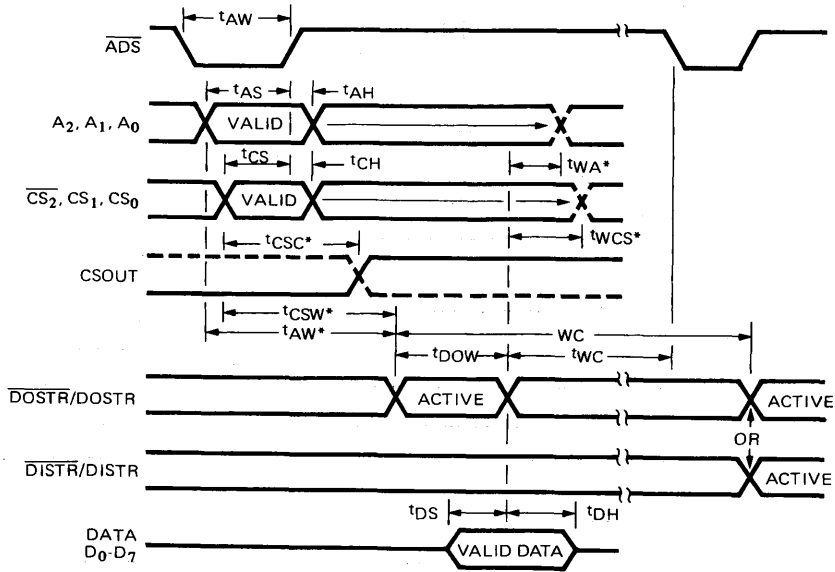 tAW
ADS
tAS tAH
A2, A1, A0 VALID
tCS tCH tWA*
CS2, CS1, CS0 VALID
tCSC* tWCS*
CSOUT
tCSW*
tAW* WC
tDOW tWC
DOSTR/DOSTR ACTIVE ACTIVE
OR
DISTR/DISTR ACTIVE
tDS tDH
DATA
D0-D7 VALID DATA